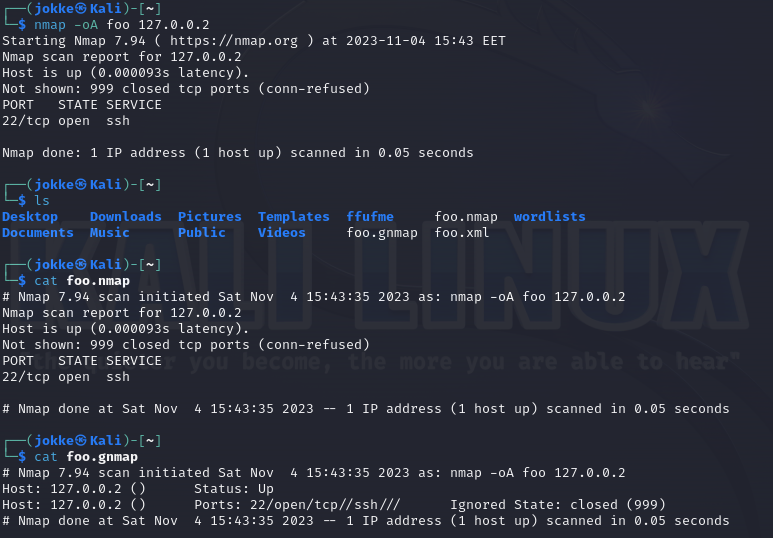 ┌──(jokke㉿Kali)-[~]
└─$ nmap -oA foo 127.0.0.2
Starting Nmap 7.94 ( https://nmap.org ) at 2023-11-04 15:43 EET
Nmap scan report for 127.0.0.2
Host is up (0.000093s latency).
Not shown: 999 closed tcp ports (conn-refused)
PORT   STATE SERVICE
22/tcp open  ssh

Nmap done: 1 IP address (1 host up) scanned in 0.05 seconds

┌──(jokke㉿Kali)-[~]
└─$ ls
Desktop    Downloads  Pictures  Templates  ffufme     foo.nmap  wordlists
Documents  Music      Public    Videos     foo.gnmap  foo.xml

┌──(jokke㉿Kali)-[~]
└─$ cat foo.nmap
# Nmap 7.94 scan initiated Sat Nov  4 15:43:35 2023 as: nmap -oA foo 127.0.0.2
Nmap scan report for 127.0.0.2
Host is up (0.000093s latency).
Not shown: 999 closed tcp ports (conn-refused)
PORT   STATE SERVICE
22/tcp open  ssh

# Nmap done at Sat Nov  4 15:43:35 2023 -- 1 IP address (1 host up) scanned in 0.05 seconds

┌──(jokke㉿Kali)-[~]
└─$ cat foo.gnmap
# Nmap 7.94 scan initiated Sat Nov  4 15:43:35 2023 as: nmap -oA foo 127.0.0.2
Host: 127.0.0.2 ()      Status: Up
Host: 127.0.0.2 ()      Ports: 22/open/tcp//ssh///      Ignored State: closed (999)
# Nmap done at Sat Nov  4 15:43:35 2023 -- 1 IP address (1 host up) scanned in 0.05 seconds
KALI LINUX
you become, the more you are able to hear"